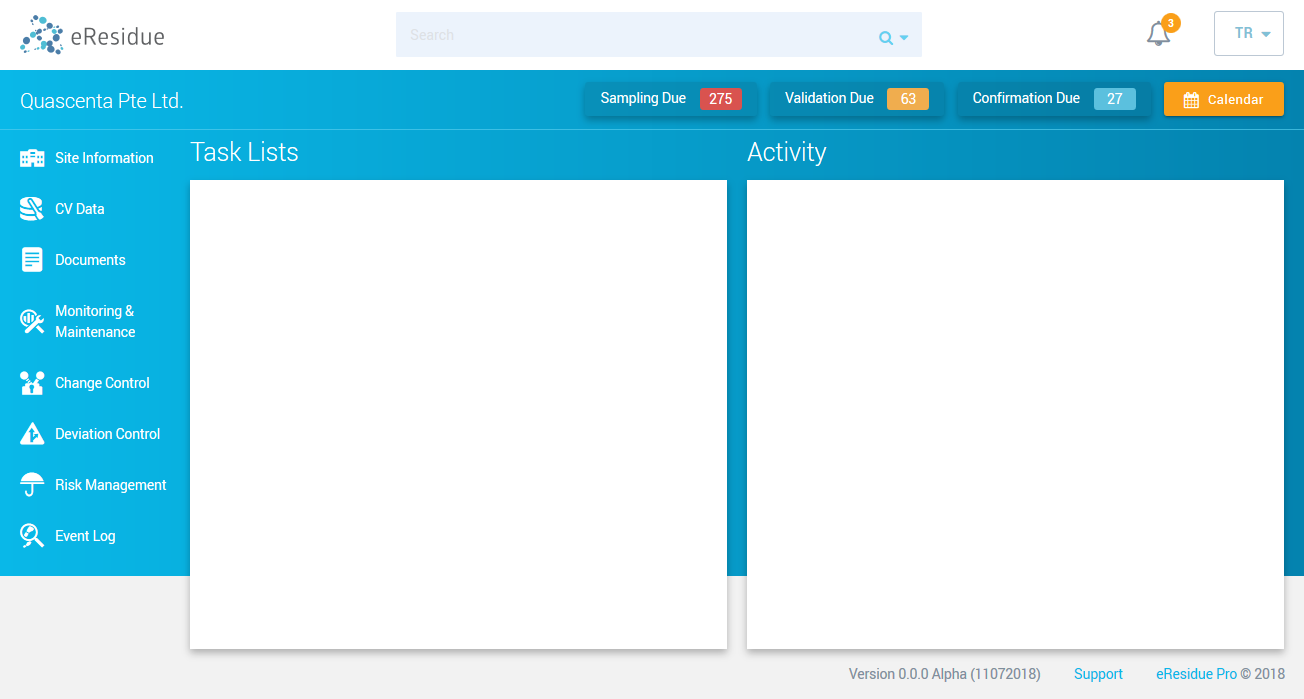 eResidue
Search
3
TR
Quascenta Pte Ltd.
Sampling Due 275
Validation Due 63
Confirmation Due 27
Calendar
Site Information
CV Data
Documents
Monitoring &
Maintenance
Change Control
Deviation Control
Risk Management
Event Log
Task Lists
Activity
Version 0.0.0 Alpha (11072018)
Support
eResidue Pro © 2018